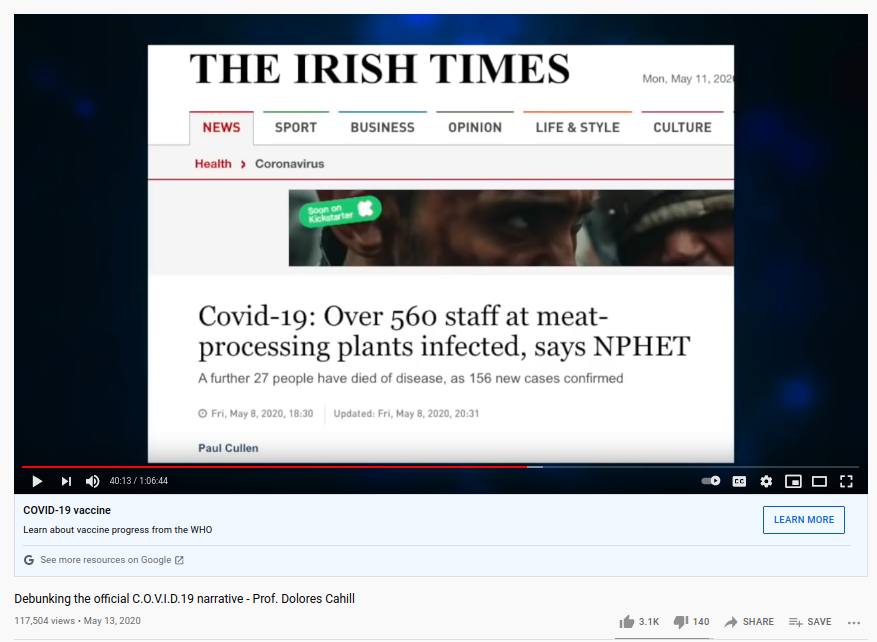 THE IRISH TIMES
Mon, May 11, 202
NEWS SPORT BUSINESS OPINION LIFE & STYLE CULTURE
Health > Coronavirus
Soon on
Kickstarter
Covid-19: Over 560 staff at meat-
processing plants infected, says NPHET
A further 27 people have died of disease, as 156 new cases confirmed
Fri, May 8, 2020, 18:30 Updated: Fri, May 8, 2020, 20:31
Paul Cullen
40:13 / 1:06:44 CC
COVID-19 vaccine
Learn about vaccine progress from the WHO
LEARN MORE
G See more resources on Google
Debunking the official C.O.V.I.D.19 narrative - Prof. Dolores Cahill
117,504 views • May 13, 2020 3.1K 140 SHARE SAVE